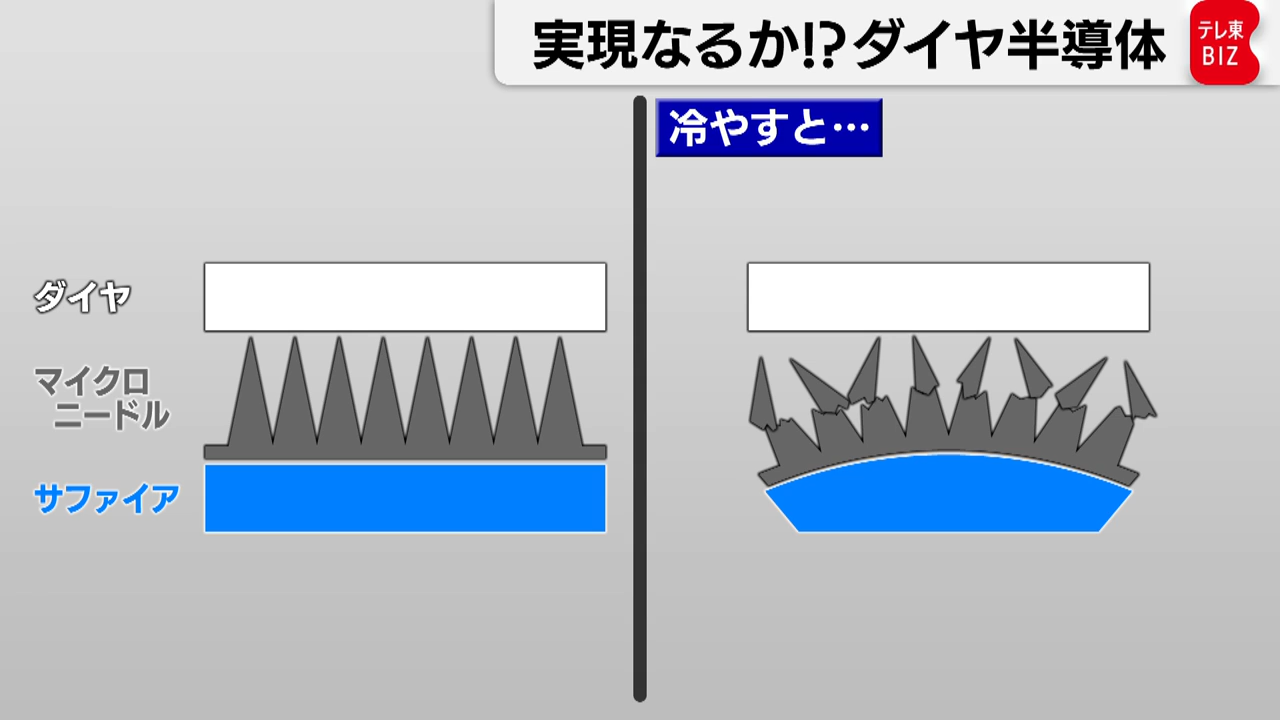 実現なるか!?ダイヤ半導体
テレ東
BIZ
冷やすと…
ダイヤ
マイクロ
ニードル
サファイア